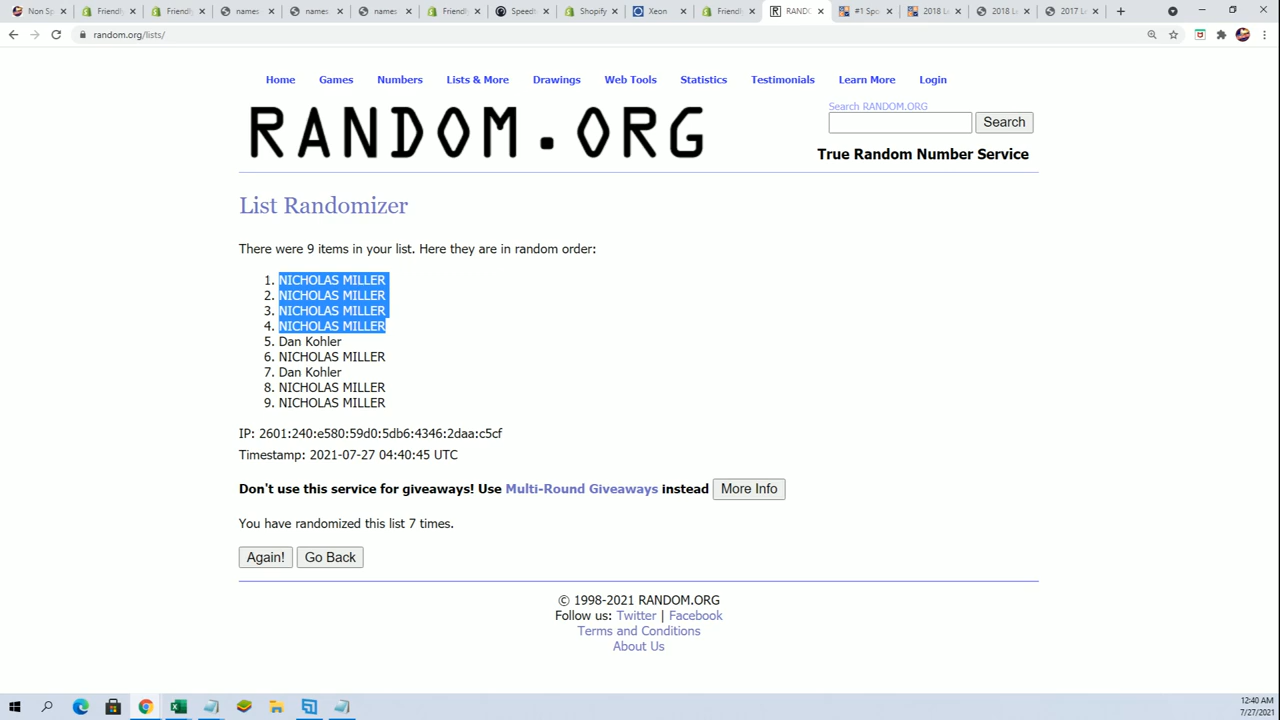 Non Sp
Friendly
Friendly
names
names
names
Friendly
Speedt
Shopify
Xeon
Friendl
RAND
#1 Spo
2018 Le
2018 Le
2017 Le
random.org/lists/
Home Games Numbers Lists & More Drawings Web Tools Statistics Testimonials Learn More Login
RANDOM.ORG
Search RANDOM.ORG
Search
True Random Number Service
List Randomizer
There were 9 items in your list. Here they are in random order:
1. NICHOLAS MILLER
2. NICHOLAS MILLER
3. NICHOLAS MILLER
4. NICHOLAS MILLER
5. Dan Kohler
6. NICHOLAS MILLER
7. Dan Kohler
8. NICHOLAS MILLER
9. NICHOLAS MILLER
IP: 2601:240:e580:59d0:5db6:4346:2daa:c5cf
Timestamp: 2021-07-27 04:40:45 UTC
Don't use this service for giveaways! Use Multi-Round Giveaways instead More Info
You have randomized this list 7 times.
Again! Go Back
© 1998-2021 RANDOM.ORG
Follow us: Twitter | Facebook
Terms and Conditions
About Us
12:40 AM
7/27/2021